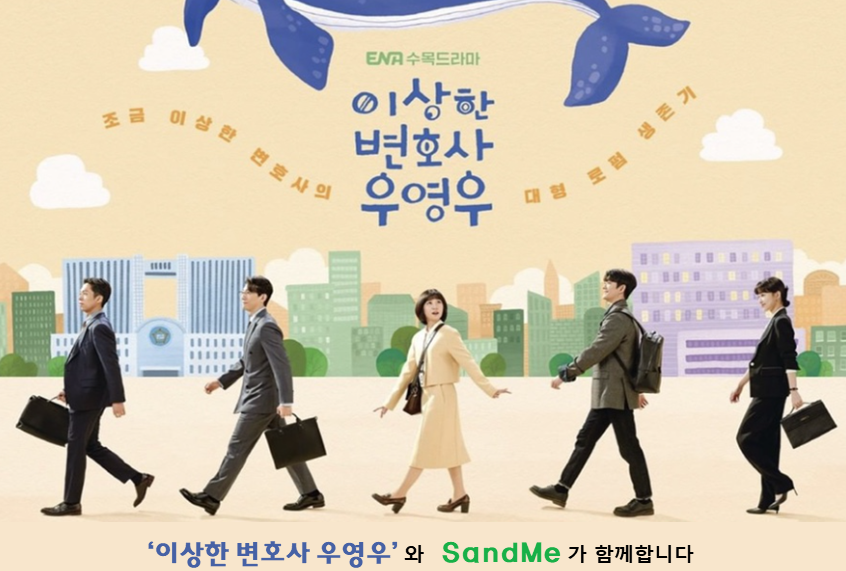 ENA 수목드라마
이상한
변호사
우영우
조금 이상한 변호사의
대형 로펌 생존기
‘이상한 변호사 우영우’ 와 SandMe 가 함께합니다